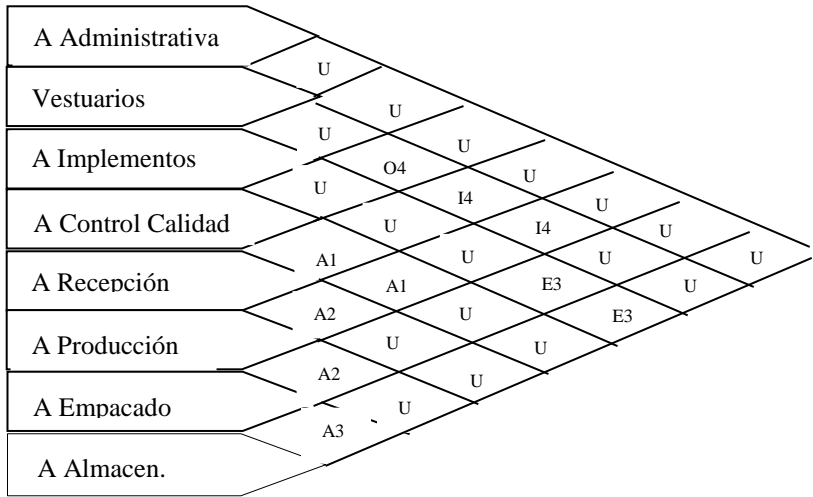 A Administrativa
U
Vestuarios
U
U
U
A Implementos
O4
U
U
I4
U
A Control Calidad
U
I4
U
A1
U
U
U
A Recepción
A1
E3
U
A2
U
E3
A Producción
U
U
A2
U
A Empacado
U
A3
A Almacen.